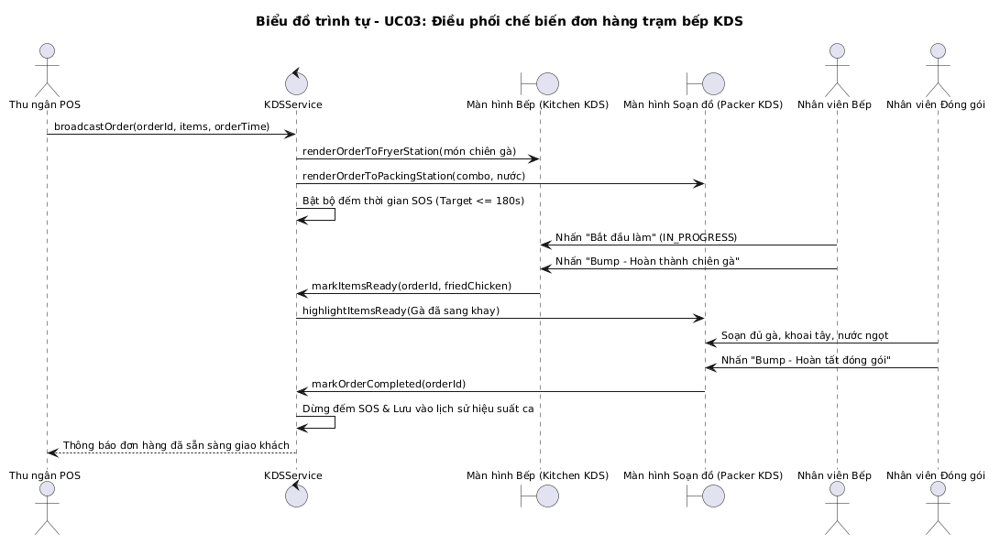 Biểu đồ trình tự - UC03: Điều phối chế biến đơn hàng trạm bếp KDS
Thu ngân POS
KDSService
Màn hình Bếp (Kitchen KDS)
Màn hình Soạn đồ (Packer KDS)
Nhân viên Bếp
Nhân viên Đóng gói
broadcastOrder(orderId, items, orderTime)
renderOrderToFryerStation(món chiên gà)
renderOrderToPackingStation(combo, nước)
Bật bộ đếm thời gian SOS (Target <= 180s)
Nhấn "Bắt đầu làm" (IN_PROGRESS)
Nhấn "Bump - Hoàn thành chiên gà"
markItemsReady(orderId, friedChicken)
highlightItemsReady(Gà đã sang khay)
Soạn đủ gà, khoai tây, nước ngọt
Nhấn "Bump - Hoàn tất đóng gói"
markOrderCompleted(orderId)
Dừng đếm SOS & Lưu vào lịch sử hiệu suất ca
Thông báo đơn hàng đã sẵn sàng giao khách
Thu ngân POS
KDSService
Màn hình Bếp (Kitchen KDS)
Màn hình Soạn đồ (Packer KDS)
Nhân viên Bếp
Nhân viên Đóng gói